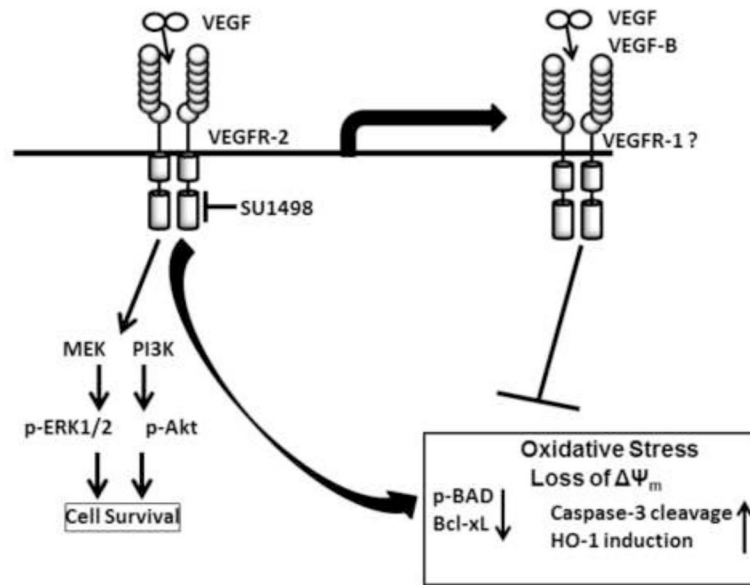 VEGF
VEGF
VEGF-B
VEGFR-2
VEGFR-1 ?
SU1498
MEK PI3K
p-ERK1/2 p-Akt
Cell Survival
Oxidative Stress
Loss of ΔΨm
p-BAD
Bcl-xL
Caspase-3 cleavage
HO-1 induction